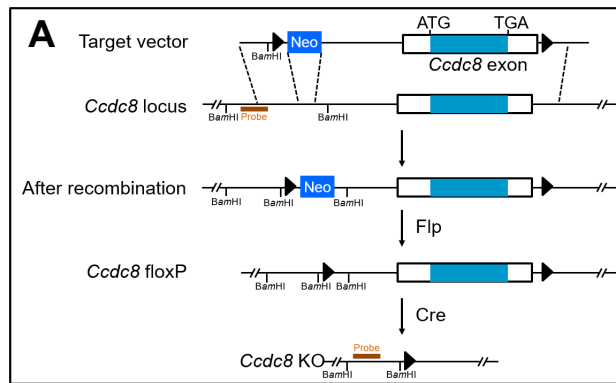 A
ATG TGA
Target vector Neo
BamHI
Ccdc8 exon
Ccdc8 locus
BamHI Probe BamHI
After recombination Neo
BamHI BamHI BamHI
Flp
Ccdc8 floxP
BamHI BamHI BamHI
Cre
Probe
Ccdc8 KO
BamHI BamHI